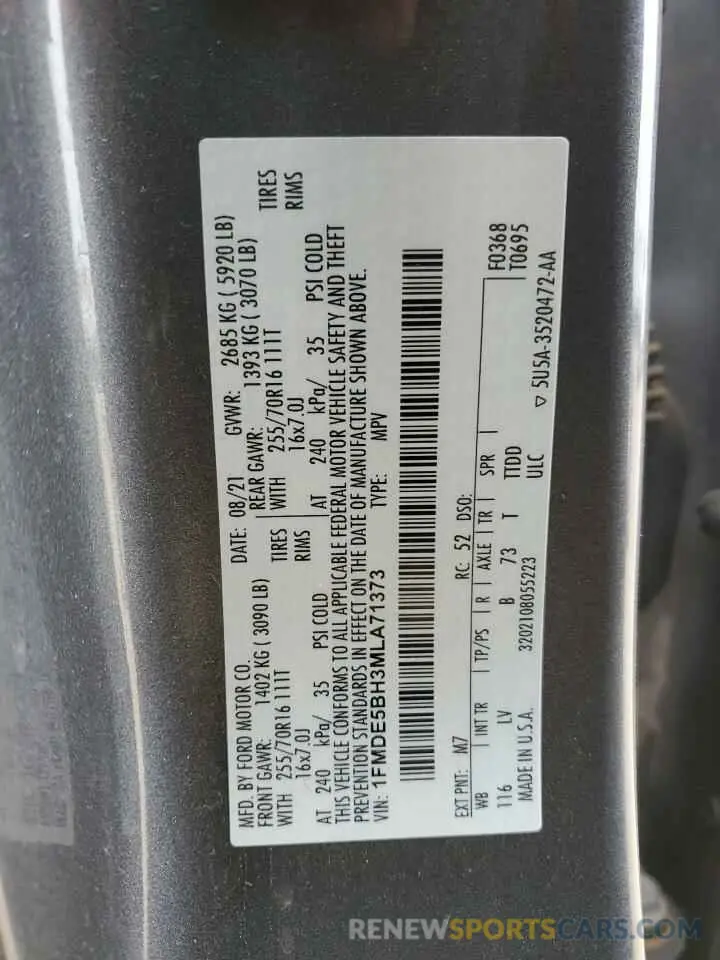 MFD. BY FORD MOTOR CO.
DATE: 08/21 GVWR: 2685 KG ( 5920 LB)
FRONT GAWR: 1402 KG ( 3090 LB)
REAR GAWR: 1393 KG ( 3070 LB)
WITH 255/70R16 111T TIRES
WITH 255/70R16 111T TIRES
16x7.0J RIMS
16x7.0J RIMS
AT 240 kPa/ 35 PSI COLD
AT 240 kPa/ 35 PSI COLD
THIS VEHICLE CONFORMS TO ALL APPLICABLE FEDERAL MOTOR VEHICLE SAFETY AND THEFT
PREVENTION STANDARDS IN EFFECT ON THE DATE OF MANUFACTURE SHOWN ABOVE.
VIN: 1FMDE5BH3MLA71373 TYPE: MPV
EXT PNT: M7 RC: 52 DSO:
WB INT TR TP/PS R AXLE TR SPR F0368
116 LV B 73 T TTDD T0695
MADE IN U.S.A. 3202108055223 ULC
▽ 5U5A-3520472-AA
RENEWSPORTSCARS.COM